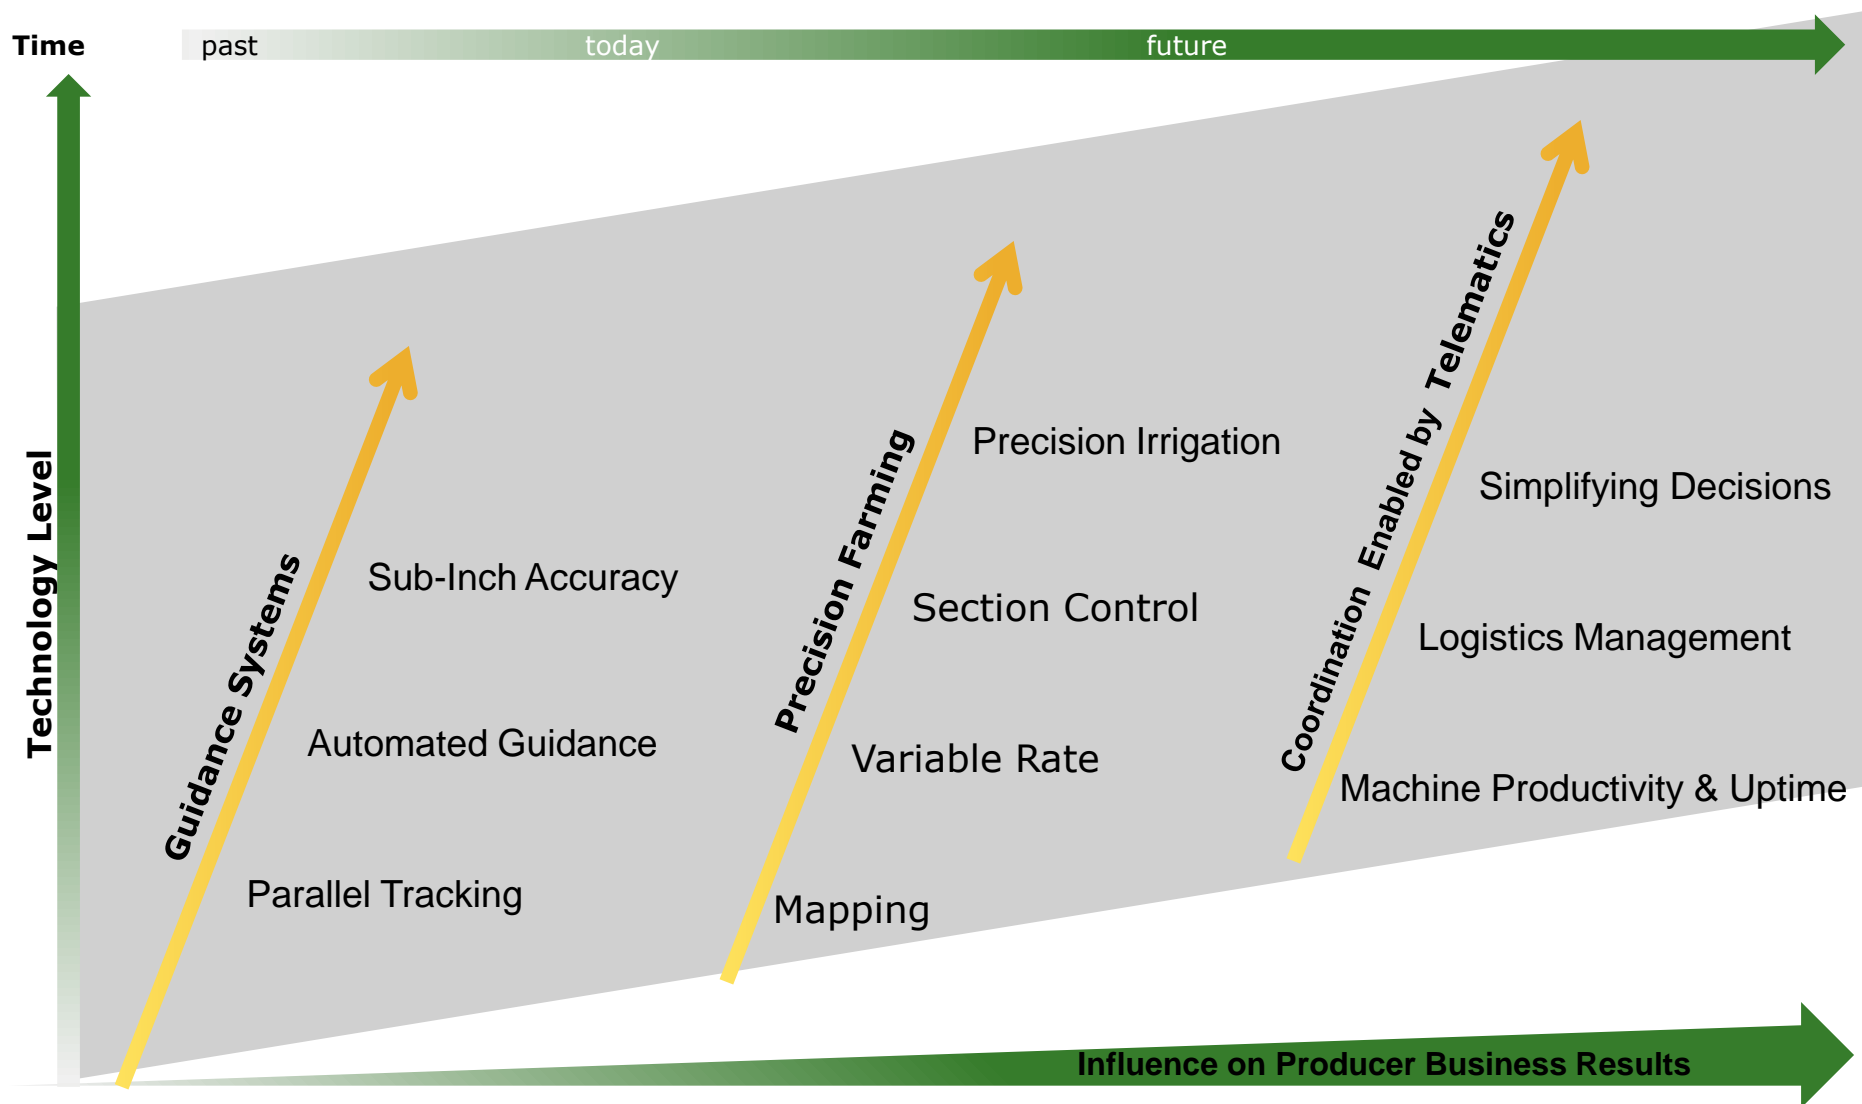 Time
past
today
future
Technology Level
Guidance Systems
Sub-Inch Accuracy
Automated Guidance
Parallel Tracking
Precision Farming
Precision Irrigation
Section Control
Variable Rate
Mapping
Coordination Enabled by Telematics
Simplifying Decisions
Logistics Management
Machine Productivity & Uptime
Influence on Producer Business Results